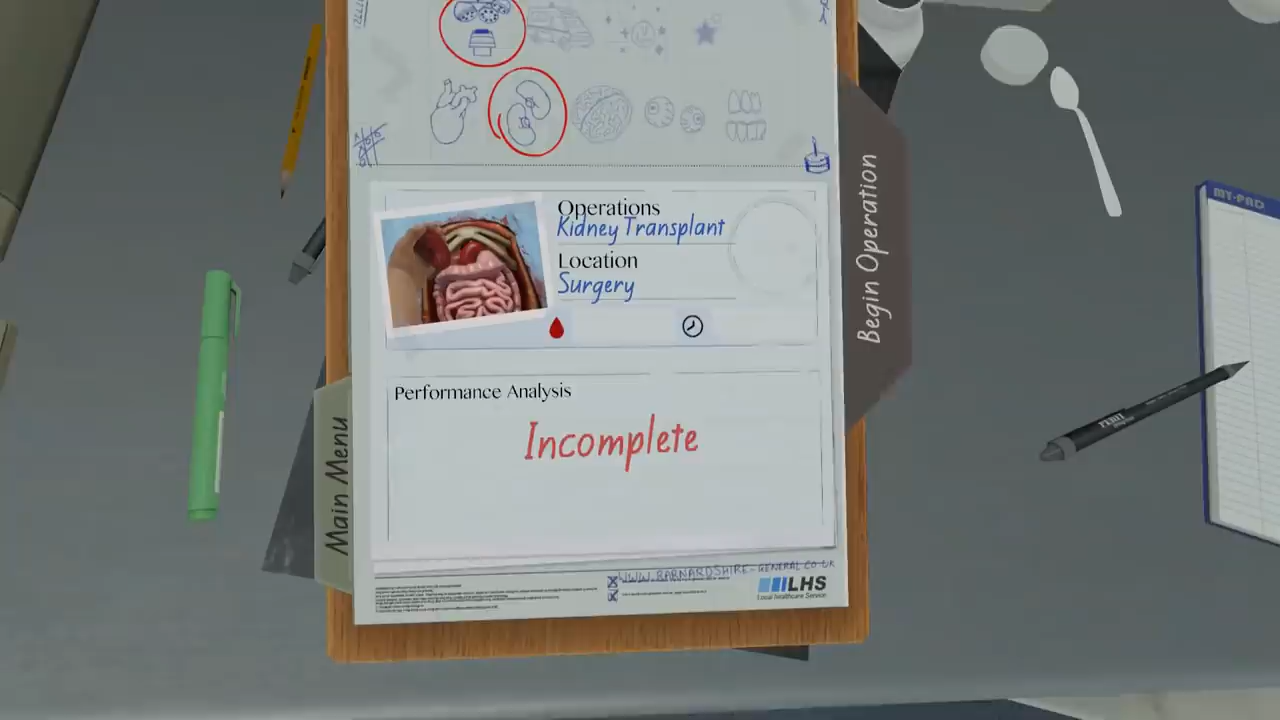 Operations
Kidney Transplant
Location
Surgery
Performance Analysis
Incomplete
Main Menu
Begin Operation
WWW.BARNARDSHIRE-GENERAL.CO.UK
LHS
Local healthcare Service
MY-PRO